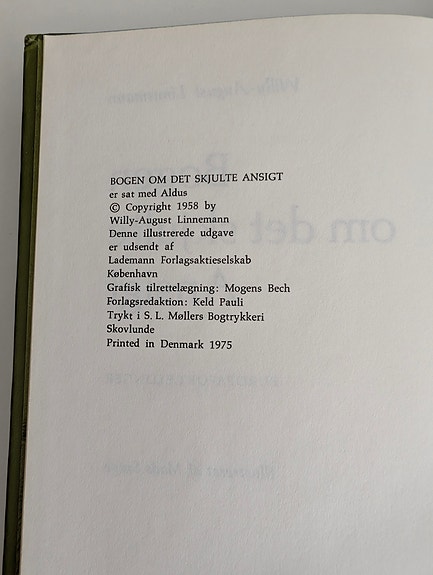 BOGEN OM DET SKJULTE ANSIGT
er sat med Aldus
© Copyright 1958 by
Willy-August Linnemann
Denne illustrerede udgave
er udsendt af
Lademann Forlagsaktieselskab
København
Grafisk tilrettelægning: Mogens Bech
Forlagsredaktion: Keld Pauli
Trykt i S. L. Møllers Bogtrykkeri
Skovlunde
Printed in Denmark 1975